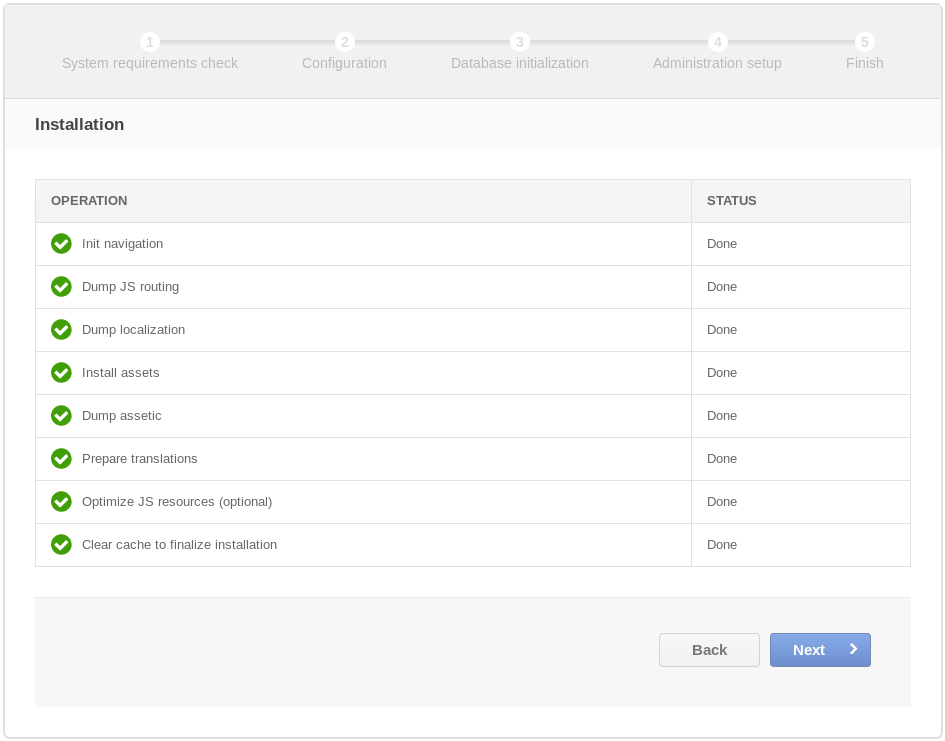 1 2 3 4 5
System requirements check Configuration Database initialization Administration setup Finish
Installation
OPERATION STATUS
Init navigation Done
Dump JS routing Done
Dump localization Done
Install assets Done
Dump assetic Done
Prepare translations Done
Optimize JS resources (optional) Done
Clear cache to finalize installation Done
Back Next